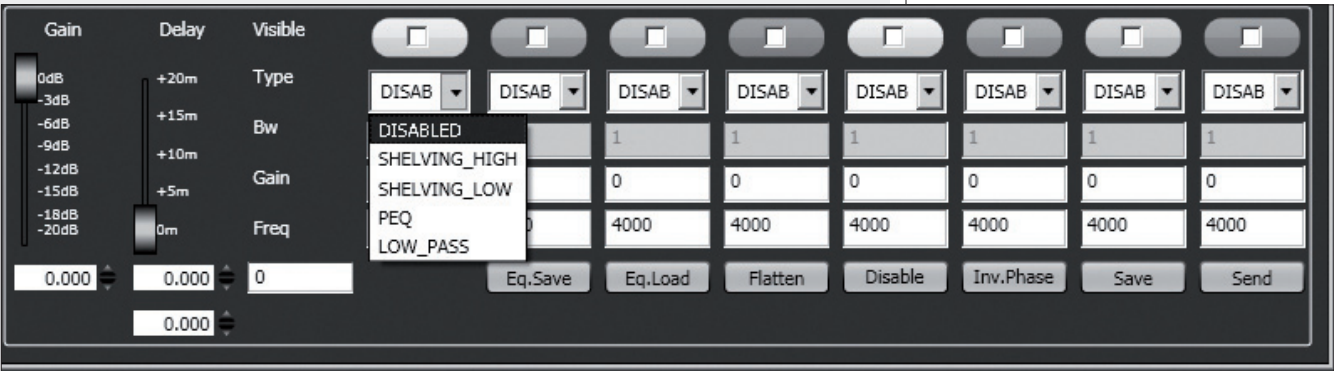 Gain Delay Visible
0dB +20m Type DISAB DISAB DISAB DISAB DISAB DISAB DISAB DISAB
-3dB
-6dB +15m
-9dB Bw DISABLED 1 1 1 1 1 1
+10m SHELVING_HIGH
-12dB Gain 0 0 0 0 0 0
-15dB +5m SHELVING_LOW
-18dB PEQ
-20dB 0m Freq 4000 4000 4000 4000 4000 4000
LOW_PASS
0.000 0.000 0 Eq.Save Eq.Load Flatten Disable Inv.Phase Save Send
0.000